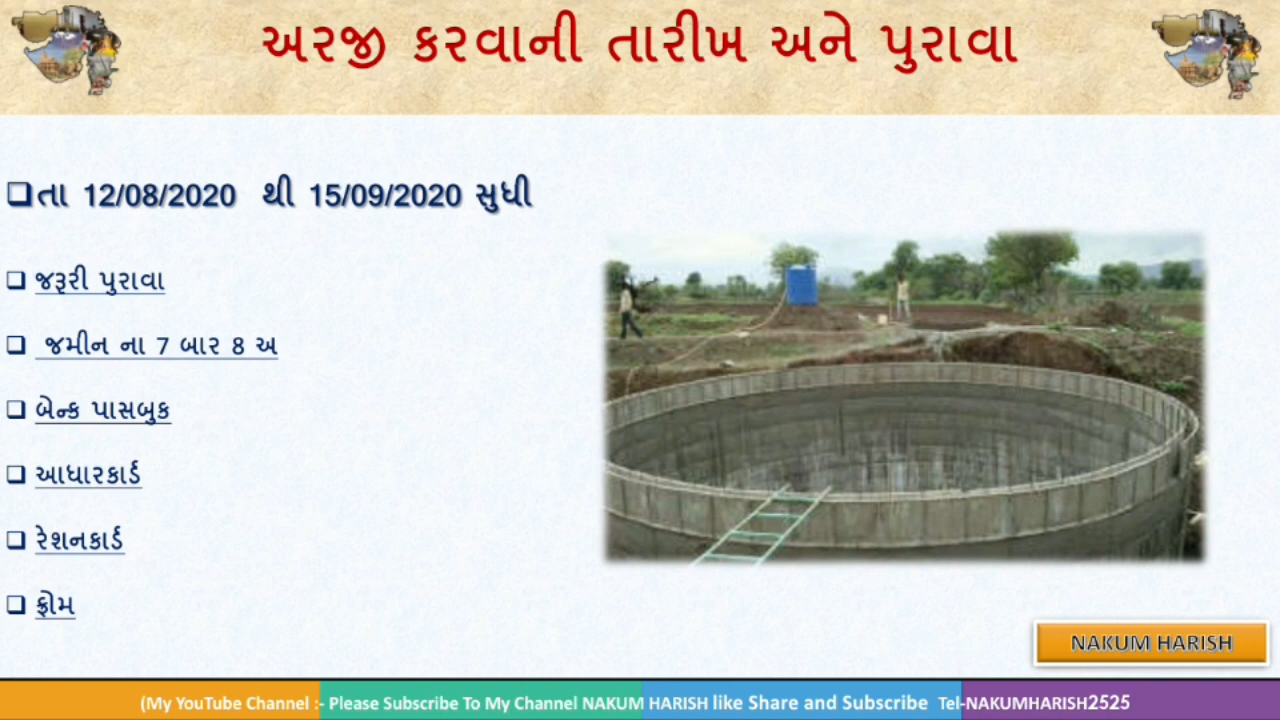 અરજી કરવાની તારીખ અને પુરાવા
તા 12/08/2020 થી 15/09/2020 સુધી
જરૂરી પુરાવા
જમીન ના 7 બાર 8 અ
બેન્ક પાસબુક
આધારકાર્ડ
રેશનકાર્ડ
ફ્રોમ
NAKUM HARISH
(My YouTube Channel :- Please Subscribe To My Channel NAKUM HARISH like Share and Subscribe Tel-NAKUMHARISH2525